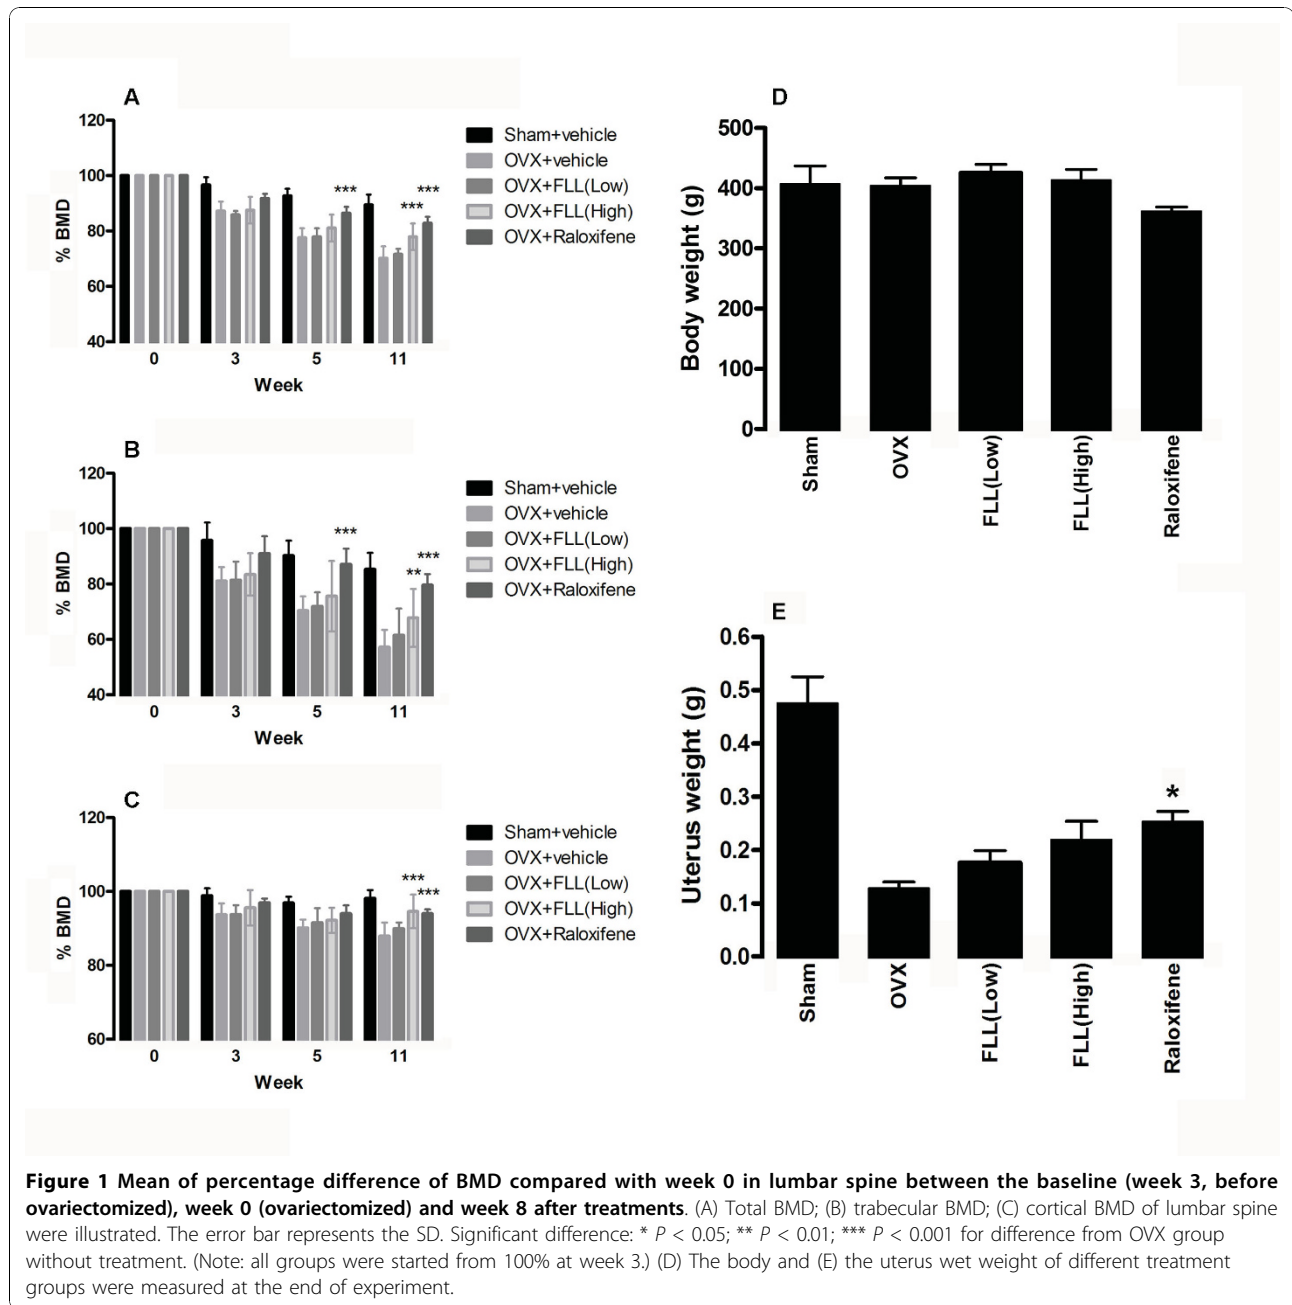 A
120
100
80
60
40
% BMD
0 3 5 11
Week
*** *** ***
Sham+vehicle
OVX+vehicle
OVX+FLL(Low)
OVX+FLL(High)
OVX+Raloxifene
B
120
100
80
60
40
% BMD
0 3 5 11
Week
*** ** ***
Sham+vehicle
OVX+vehicle
OVX+FLL(Low)
OVX+FLL(High)
OVX+Raloxifene
C
120
100
80
60
% BMD
0 3 5 11
Week
*** ***
Sham+vehicle
OVX+vehicle
OVX+FLL(Low)
OVX+FLL(High)
OVX+Raloxifene
D
500
400
300
200
100
0
Body weight (g)
Sham
OVX
FLL(Low)
FLL(High)
Raloxifene
E
0.6
0.5
0.4
0.3
0.2
0.1
0.0
Uterus weight (g)
*
Sham
OVX
FLL(Low)
FLL(High)
Raloxifene
Figure 1 Mean of percentage difference of BMD compared with week 0 in lumbar spine between the baseline (week 3, before
ovariectomized), week 0 (ovariectomized) and week 8 after treatments. (A) Total BMD; (B) trabecular BMD; (C) cortical BMD of lumbar spine
were illustrated. The error bar represents the SD. Significant difference: * P < 0.05; ** P < 0.01; *** P < 0.001 for difference from OVX group
without treatment. (Note: all groups were started from 100% at week 3.) (D) The body and (E) the uterus wet weight of different treatment
groups were measured at the end of experiment.